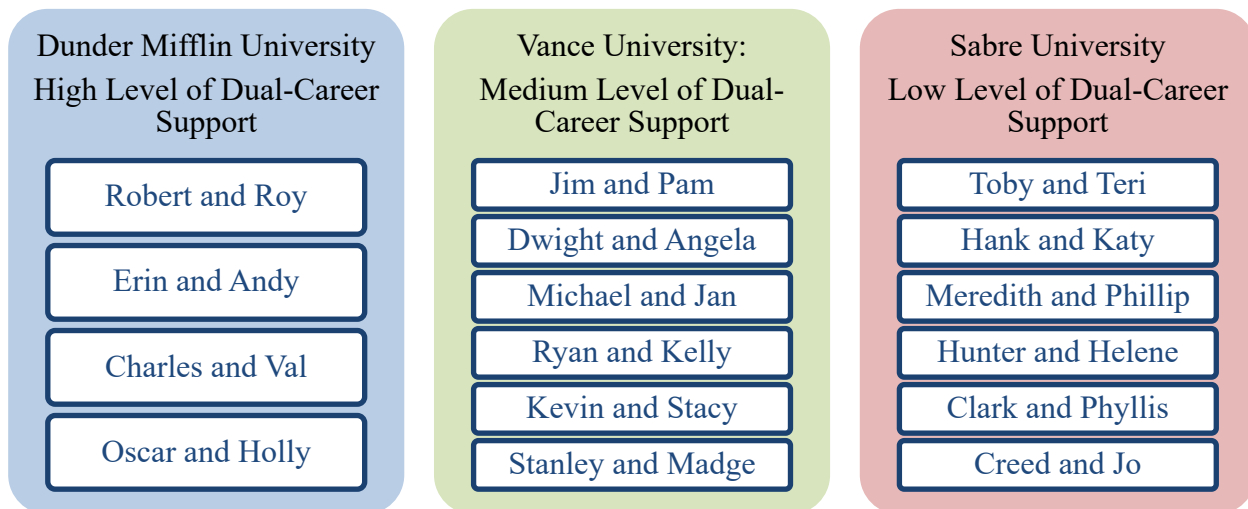 Dunder Mifflin University
High Level of Dual-Career
Support
Robert and Roy
Erin and Andy
Charles and Val
Oscar and Holly
Vance University:
Medium Level of Dual-
Career Support
Jim and Pam
Dwight and Angela
Michael and Jan
Ryan and Kelly
Kevin and Stacy
Stanley and Madge
Sabre University
Low Level of Dual-Career
Support
Toby and Teri
Hank and Katy
Meredith and Phillip
Hunter and Helene
Clark and Phyllis
Creed and Jo